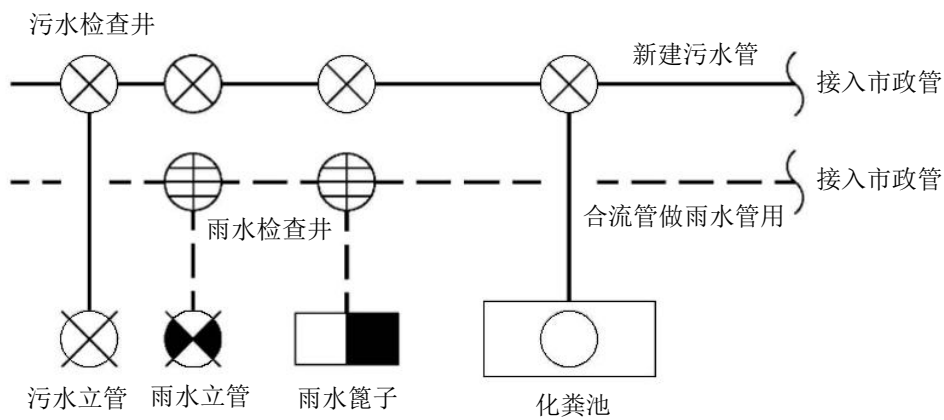 污水检查井
新建污水管
接入市政管
接入市政管
雨水检查井
合流管做雨水管用
污水立管
雨水立管
雨水篦子
化粪池